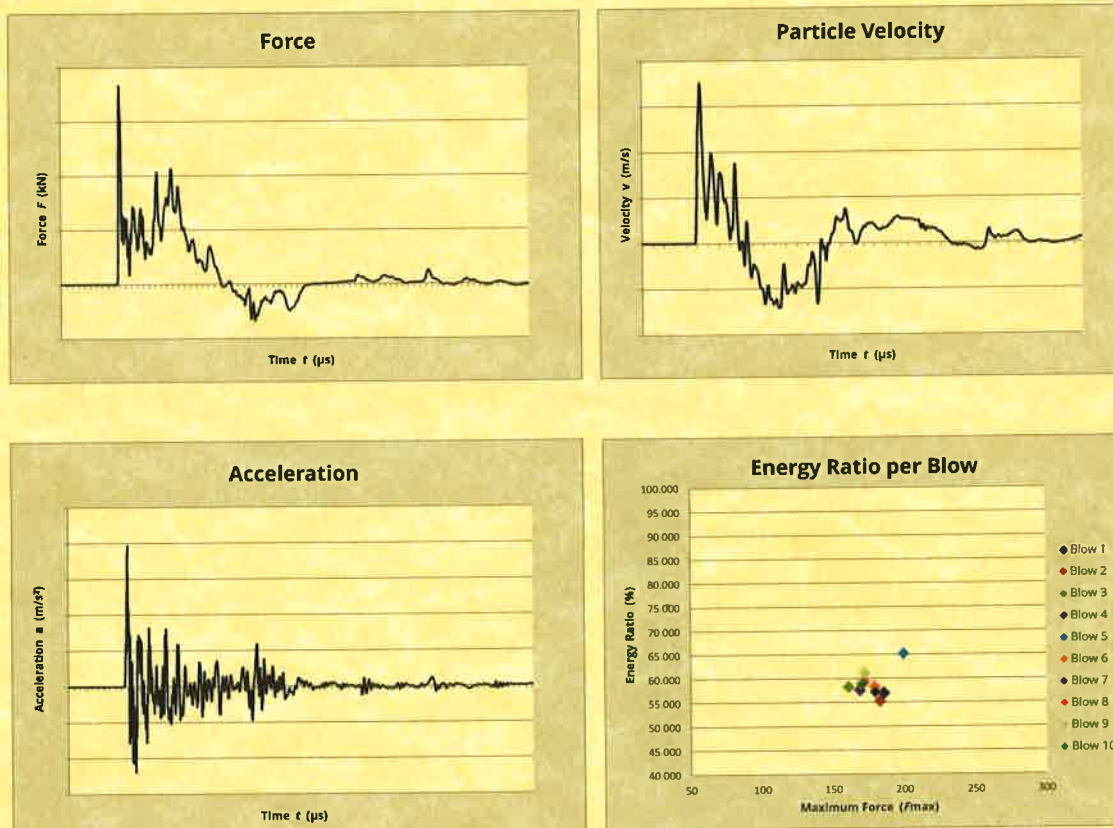 Force
Force F (kN)
Time t (µs)
Particle Velocity
Velocity v (m/s)
Time t (µs)
Acceleration
Acceleration a (m/s²)
Time t (µs)
Energy Ratio per Blow
Energy Ratio (%)
100.000
95 000
90 000
85 000
80 000
75 000
70 000
65 000
60 000
55 000
50 000
45 000
40 000
50
100
150
200
300
Maximum Force (Fmax)
Blow 1
Blow 2
Blow 3
Blow 4
Blow 5
Blow 6
Blow 7
Blow 8
Blow 9
Blow 10